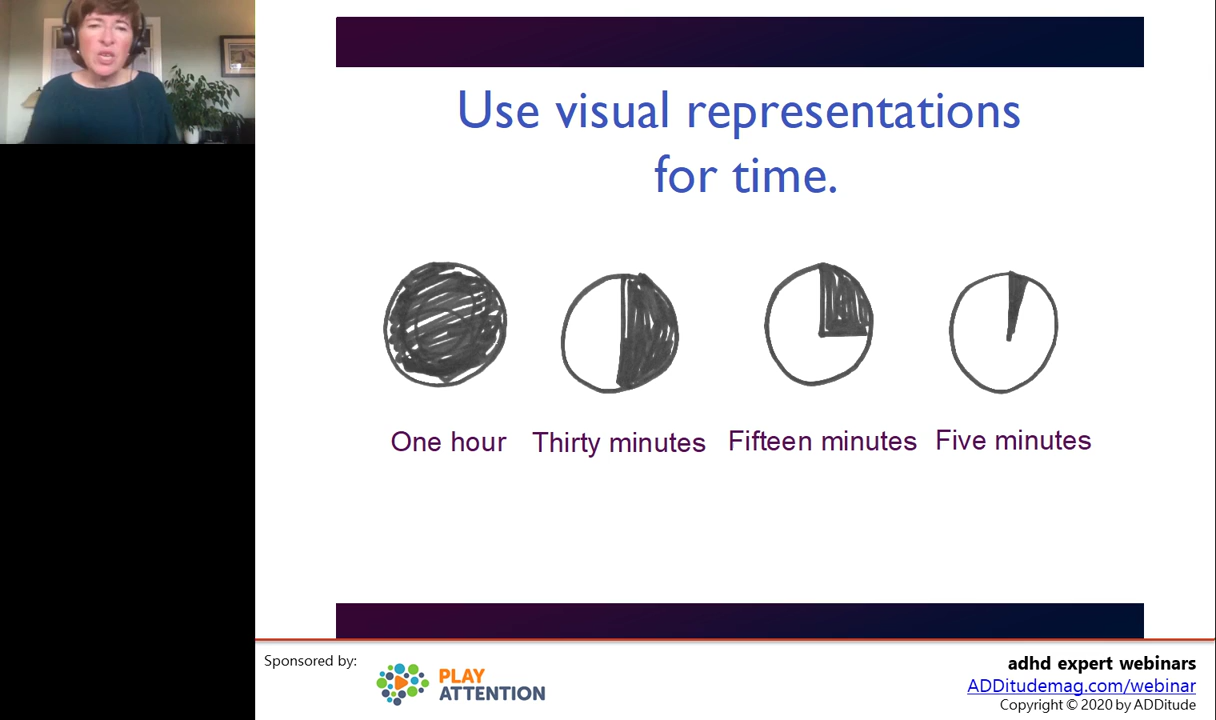 Use visual representations
for time.
One hour
Thirty minutes
Fifteen minutes
Five minutes
Sponsored by:
PLAY
ATTENTION
adhd expert webinars
ADDitudemag.com/webinar
Copyright © 2020 by ADDitude